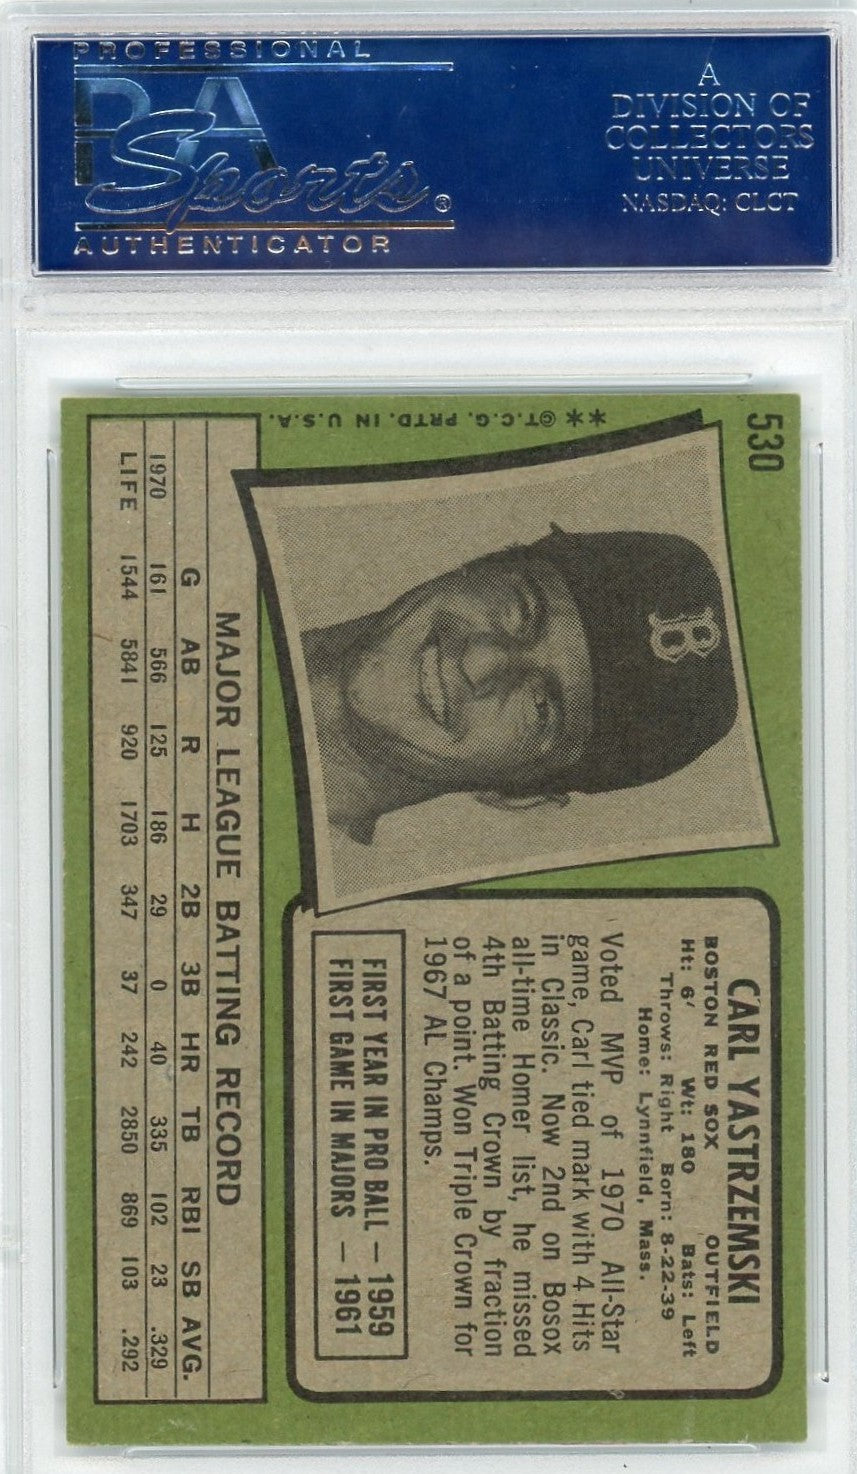 PROFESSIONAL
PSA
Sports®
AUTHENTICATOR
A
DIVISION OF
COLLECTORS
UNIVERSE
NASDAQ: CLCT
530
**©T.C.G. PRTD. IN U.S.A.
CARL YASTRZEMSKI
BOSTON RED SOX OUTFIELD
Ht: 6' Wt: 180 Bats: Left
Throws: Right Born: 8-22-39
Home: Lynnfield, Mass.
Voted MVP of 1970 All-Star
game, Carl tied mark with 4 Hits
in Classic. Now 2nd on Bosox
all-time Homer list, he missed
4th Batting Crown by fraction
of a point. Won Triple Crown for
1967 AL Champs.
FIRST YEAR IN PRO BALL — 1959
FIRST GAME IN MAJORS — 1961
B
MAJOR LEAGUE BATTING RECORD
G AB R H 2B 3B HR TB RBI SB AVG.
1970 161 566 125 186 29 0 40 335 102 23 .329
LIFE 1544 5841 920 1703 347 37 242 2850 869 103 .292